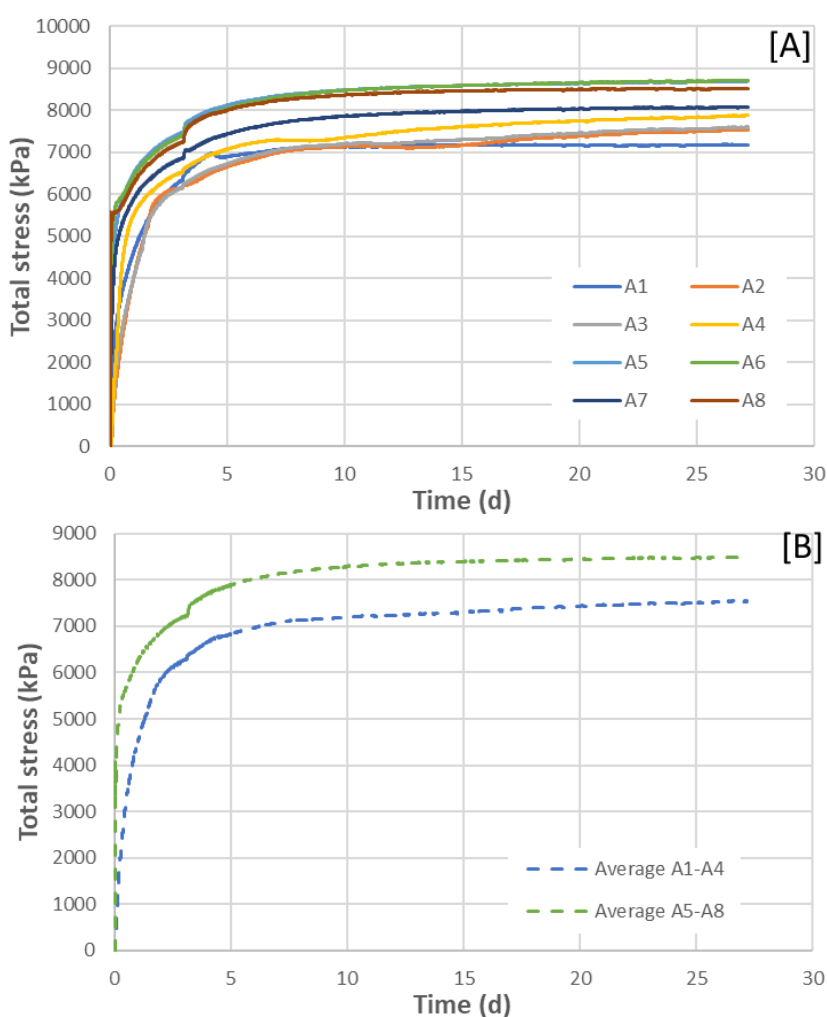 [A]
Total stress (kPa)
10000
9000
8000
7000
6000
5000
4000
3000
2000
1000
0
A1 A2
A3 A4
A5 A6
A7 A8
0 5 10 15 20 25 30
Time (d)
[B]
Total stress (kPa)
9000
8000
7000
6000
5000
4000
3000
2000
1000
0
Average A1-A4
Average A5-A8
0 5 10 15 20 25 30
Time (d)